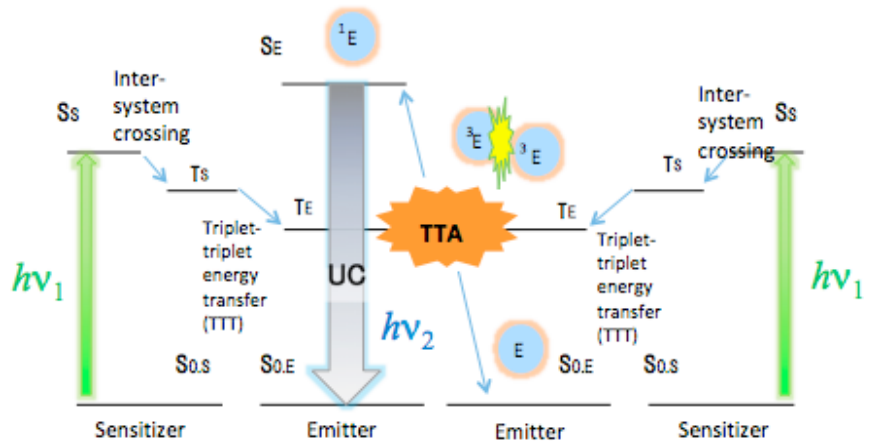 SE
1E
Inter-
system
crossing
SS
TS
TE
Triplet-
triplet
energy
transfer
(TTT)
hν1
UC
hν2
TTA
3E
3E
Inter-
system
crossing
SS
TS
TE
Triplet-
triplet
energy
transfer
(TTT)
hν1
E
S0.S
S0.E
S0.E
S0.S
Sensitizer
Emitter
Emitter
Sensitizer